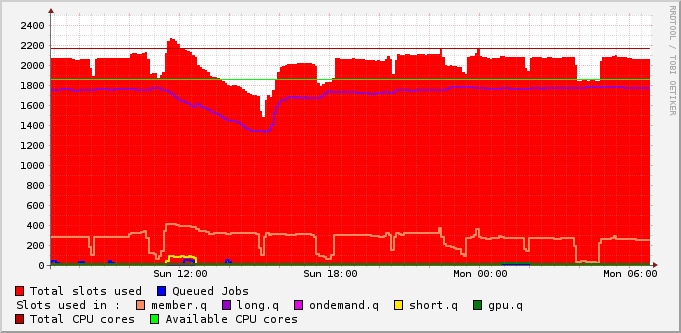 RRDTOOL / TOBI OETIKER
2400
2200
2000
1800
1600
1400
1200
1000
800
600
400
200
0
Sun 12:00 Sun 18:00 Mon 00:00 Mon 06:00
Total slots used Queued Jobs
Slots used in : member.q long.q ondemand.q short.q gpu.q
Total CPU cores Available CPU cores